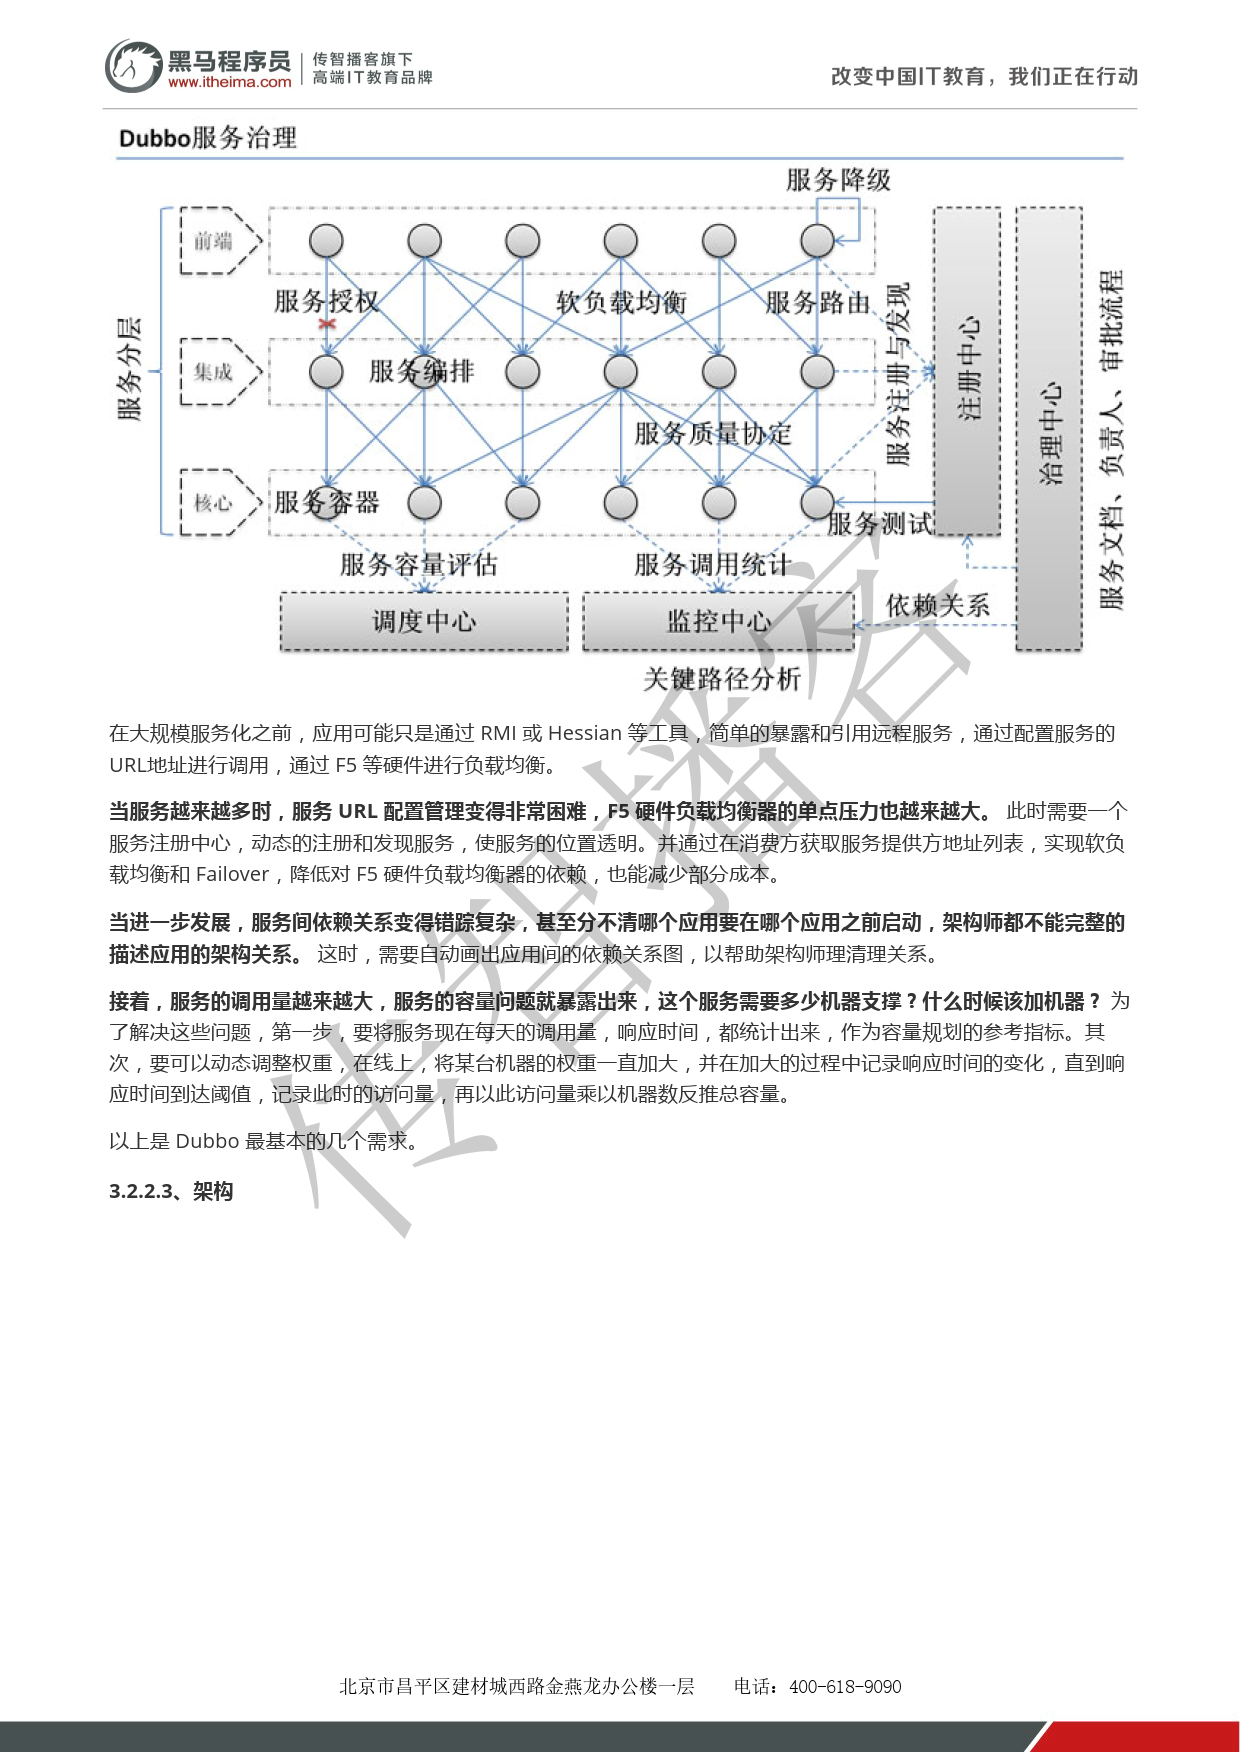 黑马程序员
www.itheima.com
传智播客旗下
高端IT教育品牌
改变中国IT教育，我们正在行动
Dubbo服务治理
服务降级
前端
服务授权
软负载均衡
服务路由
服务分层
集成
服务编排
服务注册与发现
注册中心
治理中心
服务文档、负责人、审批流程
服务质量协定
核心
服务容器
服务测试
服务容量评估
服务调用统计
调度中心
监控中心
依赖关系
关键路径分析
在大规模服务化之前，应用可能只是通过 RMI 或 Hessian 等工具，简单的暴露和引用远程服务，通过配置服务的
URL地址进行调用，通过 F5 等硬件进行负载均衡。
当服务越来越多时，服务 URL 配置管理变得非常困难，F5 硬件负载均衡器的单点压力也越来越大。 此时需要一个
服务注册中心，动态的注册和发现服务，使服务的位置透明。并通过在消费方获取服务提供方地址列表，实现软负
载均衡和 Failover，降低对 F5 硬件负载均衡器的依赖，也能减少部分成本。
当进一步发展，服务间依赖关系变得错踪复杂，甚至分不清哪个应用要在哪个应用之前启动，架构师都不能完整的
描述应用的架构关系。 这时，需要自动画出应用间的依赖关系图，以帮助架构师理清理关系。
接着，服务的调用量越来越大，服务的容量问题就暴露出来，这个服务需要多少机器支撑？什么时候该加机器？ 为
了解决这些问题，第一步，要将服务现在每天的调用量，响应时间，都统计出来，作为容量规划的参考指标。其
次，要可以动态调整权重，在线上，将某台机器的权重一直加大，并在加大的过程中记录响应时间的变化，直到响
应时间到达阈值，记录此时的访问量，再以此访问量乘以机器数反推总容量。
以上是 Dubbo 最基本的几个需求。
3.2.2.3、架构
传智播客
北京市昌平区建材城西路金燕龙办公楼一层 电话：400-618-9090